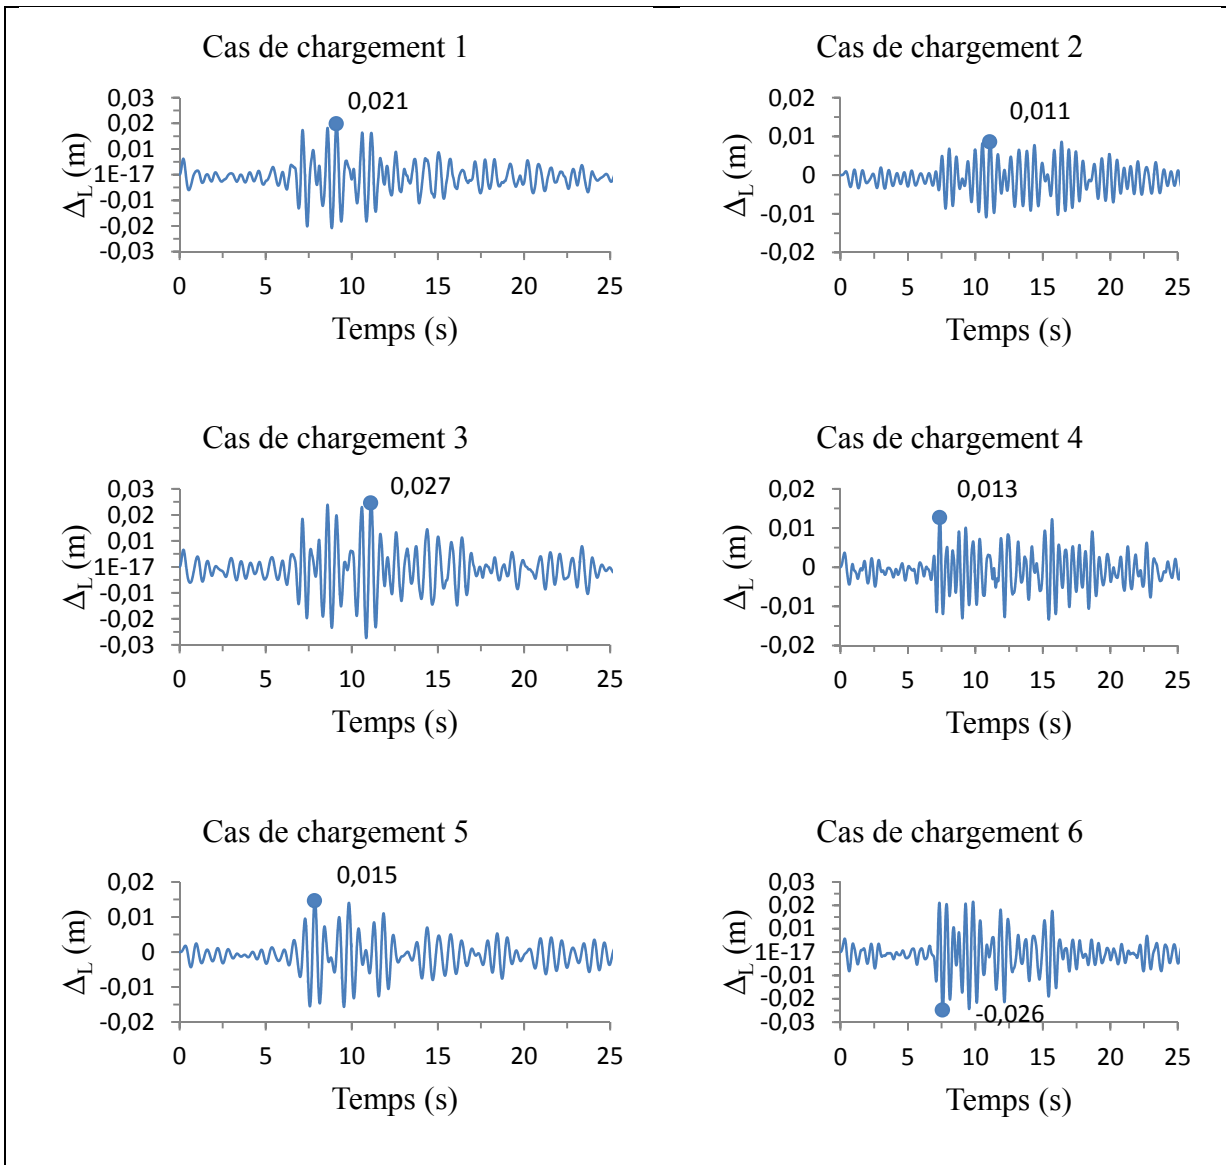 Cas de chargement 1
0,021
0,03
0,02
0,01
1E-17
-0,01
-0,02
-0,03
Δ_L (m)
0 5 10 15 20 25
Temps (s)
Cas de chargement 2
0,011
0,02
0,01
0
-0,01
-0,02
Δ_L (m)
0 5 10 15 20 25
Temps (s)
Cas de chargement 3
0,027
0,03
0,02
0,01
1E-17
-0,01
-0,02
-0,03
Δ_L (m)
0 5 10 15 20 25
Temps (s)
Cas de chargement 4
0,013
0,02
0,01
0
-0,01
-0,02
Δ_L (m)
0 5 10 15 20 25
Temps (s)
Cas de chargement 5
0,015
0,02
0,01
0
-0,01
-0,02
Δ_L (m)
0 5 10 15 20 25
Temps (s)
Cas de chargement 6
0,03
0,02
0,01
1E-17
-0,01
-0,02
-0,03
-0,026
Δ_L (m)
0 5 10 15 20 25
Temps (s)